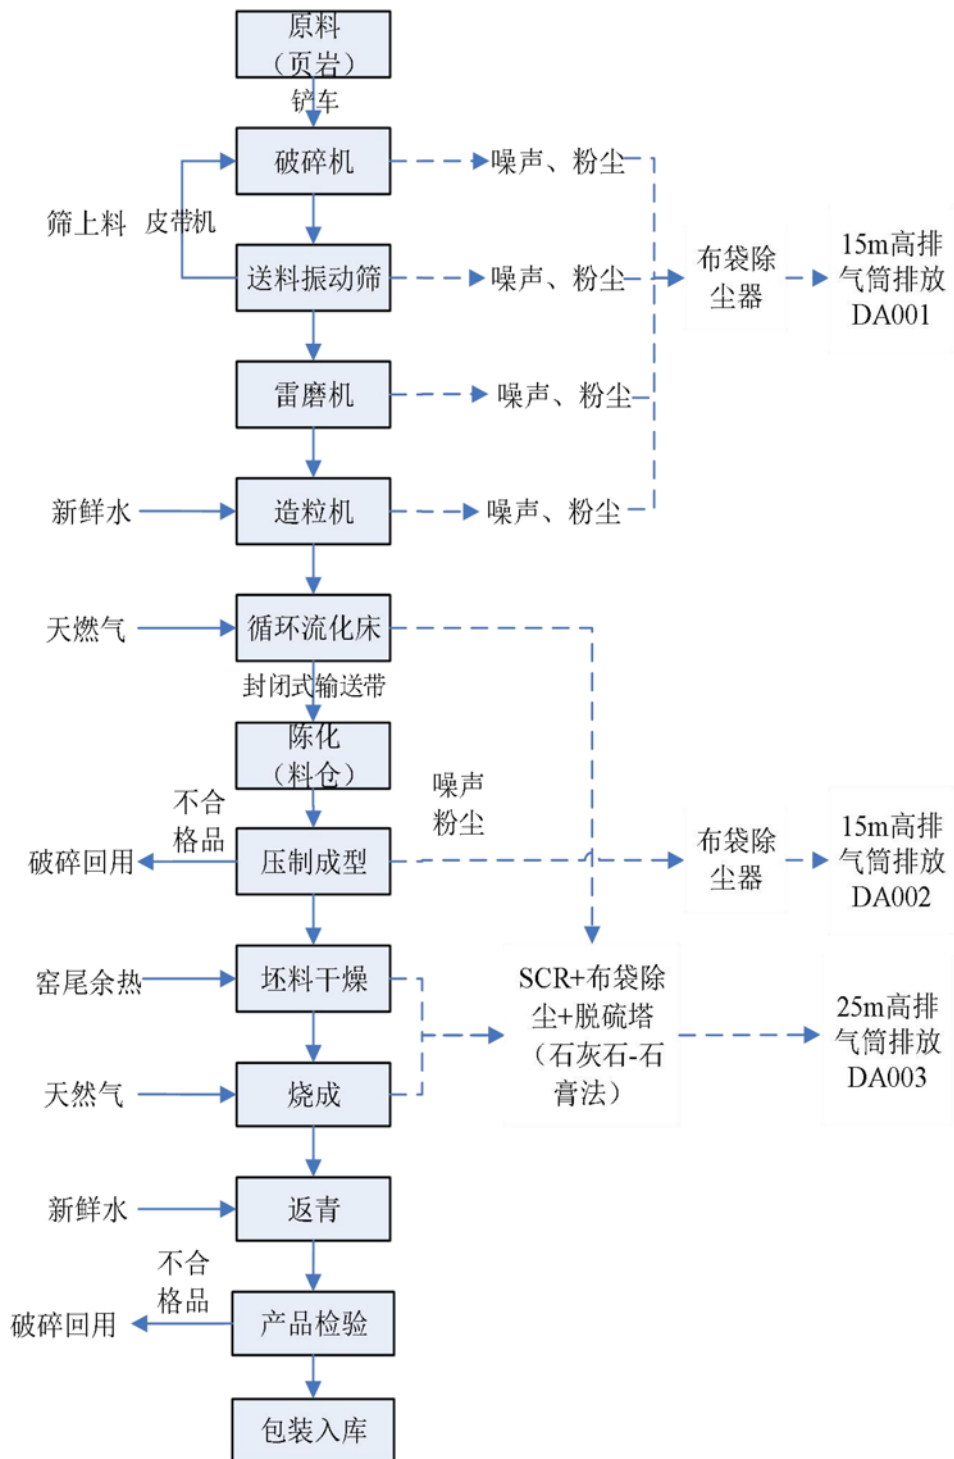 原料
（页岩）
铲车
破碎机
噪声、粉尘
筛上料
皮带机
送料振动筛
噪声、粉尘
布袋除
尘器
15m高排
气筒排放
DA001
雷磨机
噪声、粉尘
新鲜水
造粒机
噪声、粉尘
天燃气
循环流化床
封闭式输送带
陈化
（料仓）
噪声
粉尘
不合
格品
破碎回用
压制成型
布袋除
尘器
15m高排
气筒排放
DA002
窑尾余热
坯料干燥
SCR+布袋除
尘+脱硫塔
（石灰石-石
膏法）
25m高排
气筒排放
DA003
天然气
烧成
新鲜水
返青
不合
格品
破碎回用
产品检验
包装入库